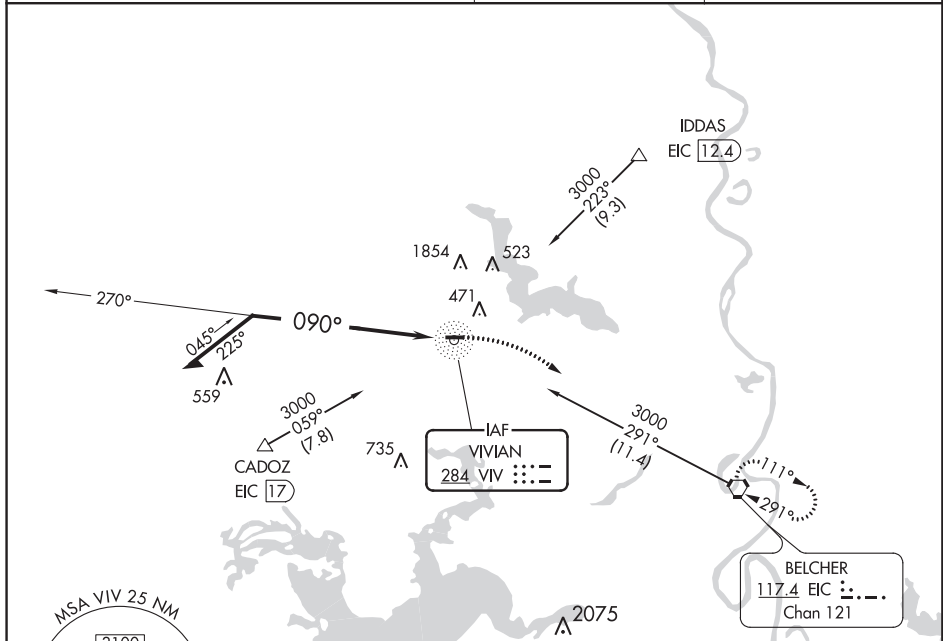 IDDAS
EIC 12.4
3000
223°
(9.3)
1854
523
471
270°
090°
045°
225°
559
3000
059°
(7.8)
CADOZ
EIC 17
735
IAF
VIVIAN
284 VIV
3000
291°
(11.4)
111°
291°
BELCHER
117.4 EIC
Chan 121
MSA VIV 25 NM
3100
2075